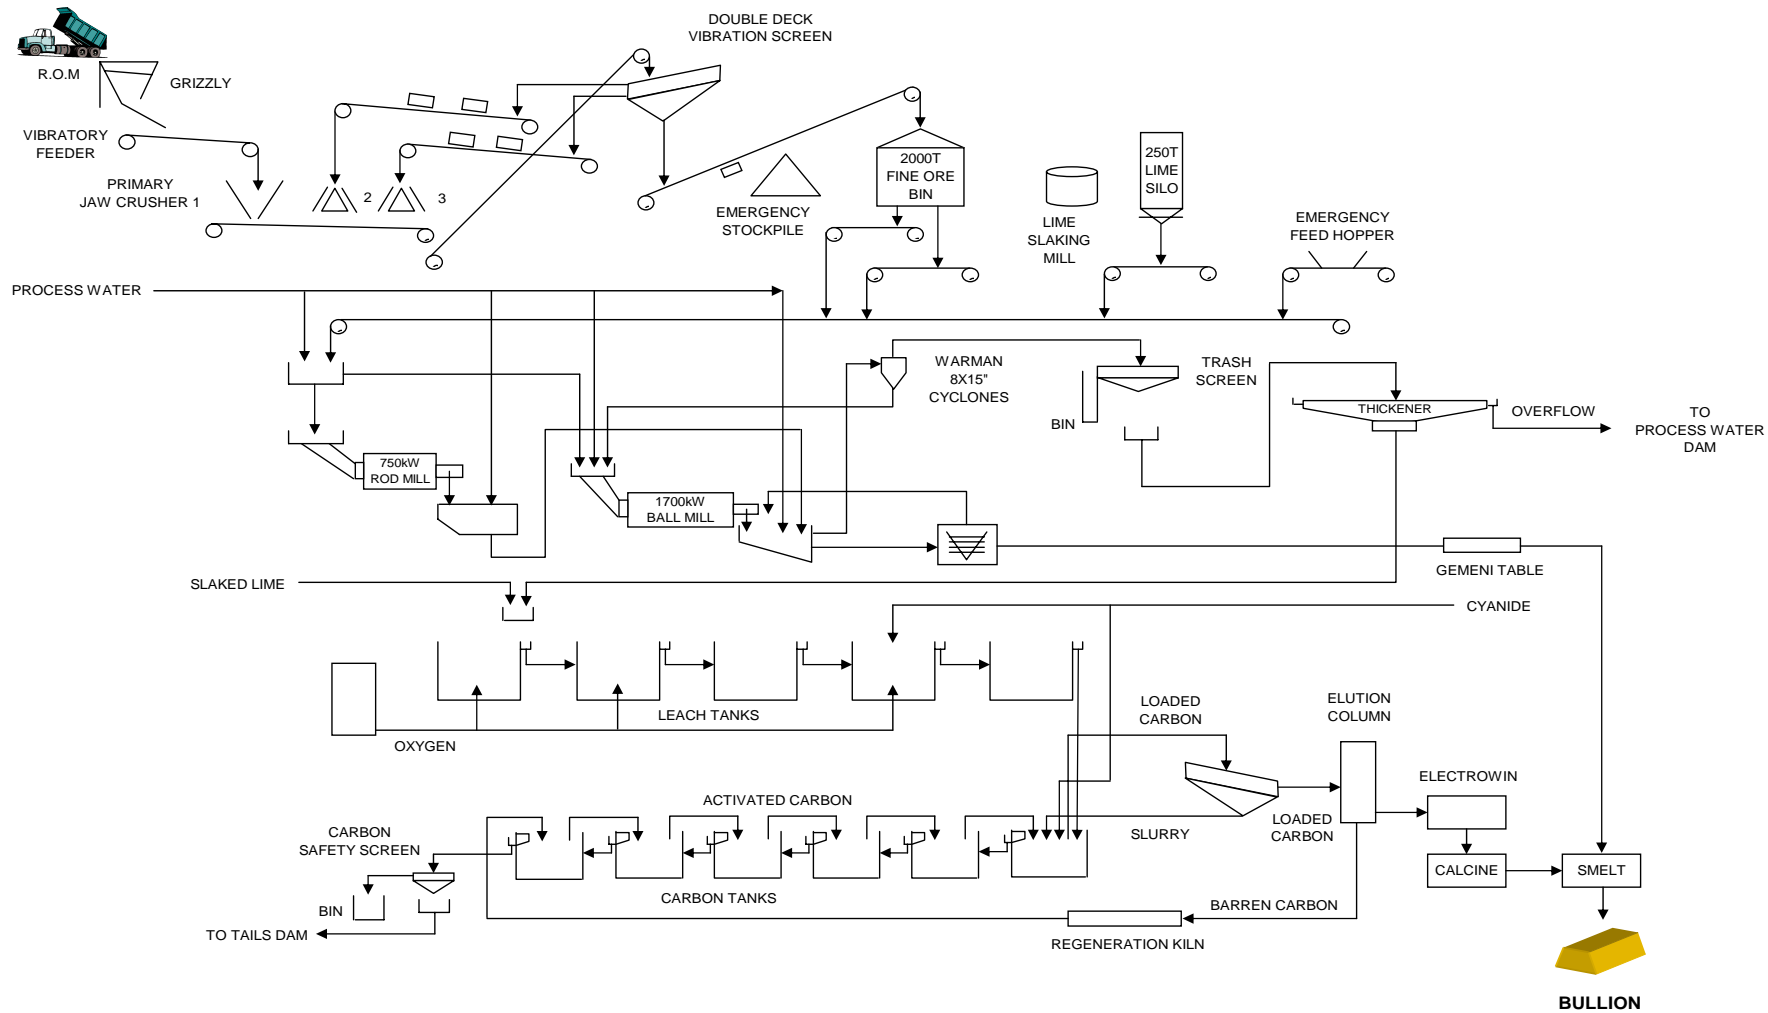 DOUBLE DECK
VIBRATION SCREEN
R.O.M
GRIZZLY
VIBRATORY
FEEDER
PRIMARY
JAW CRUSHER 1
2
3
EMERGENCY
STOCKPILE
2000T
FINE ORE
BIN
LIME
SLAKING
MILL
250T
LIME
SILO
EMERGENCY
FEED HOPPER
PROCESS WATER
WARMAN
8X15"
CYCLONES
TRASH
SCREEN
BIN
THICKENER
OVERFLOW
TO
PROCESS WATER
DAM
750kW
ROD MILL
1700kW
BALL MILL
GEMENI TABLE
SLAKED LIME
CYANIDE
LEACH TANKS
OXYGEN
LOADED
CARBON
ELUTION
COLUMN
ELECTROWIN
ACTIVATED CARBON
CARBON
SAFETY SCREEN
SLURRY
LOADED
CARBON
CALCINE
SMELT
CARBON TANKS
BIN
BARREN CARBON
TO TAILS DAM
REGENERATION KILN
BULLION